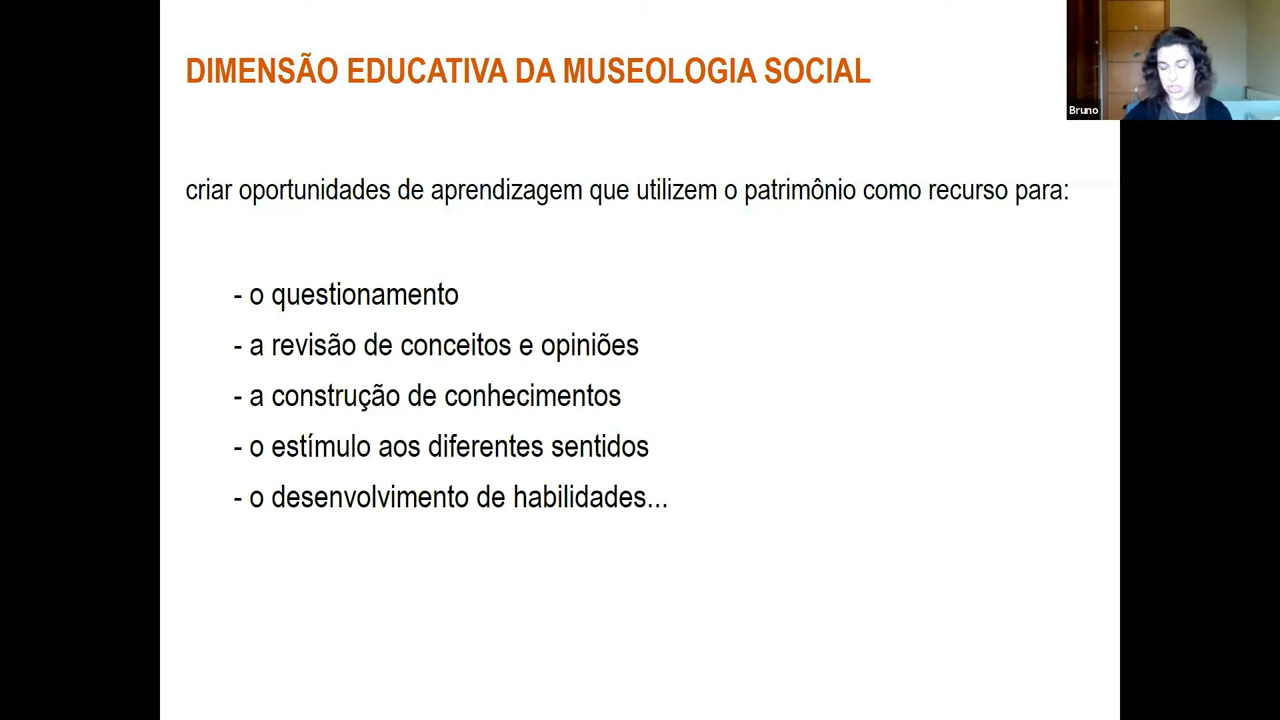 DIMENSÃO EDUCATIVA DA MUSEOLOGIA SOCIAL
Bruno
criar oportunidades de aprendizagem que utilizem o patrimônio como recurso para:
- o questionamento
- a revisão de conceitos e opiniões
- a construção de conhecimentos
- o estímulo aos diferentes sentidos
- o desenvolvimento de habilidades...